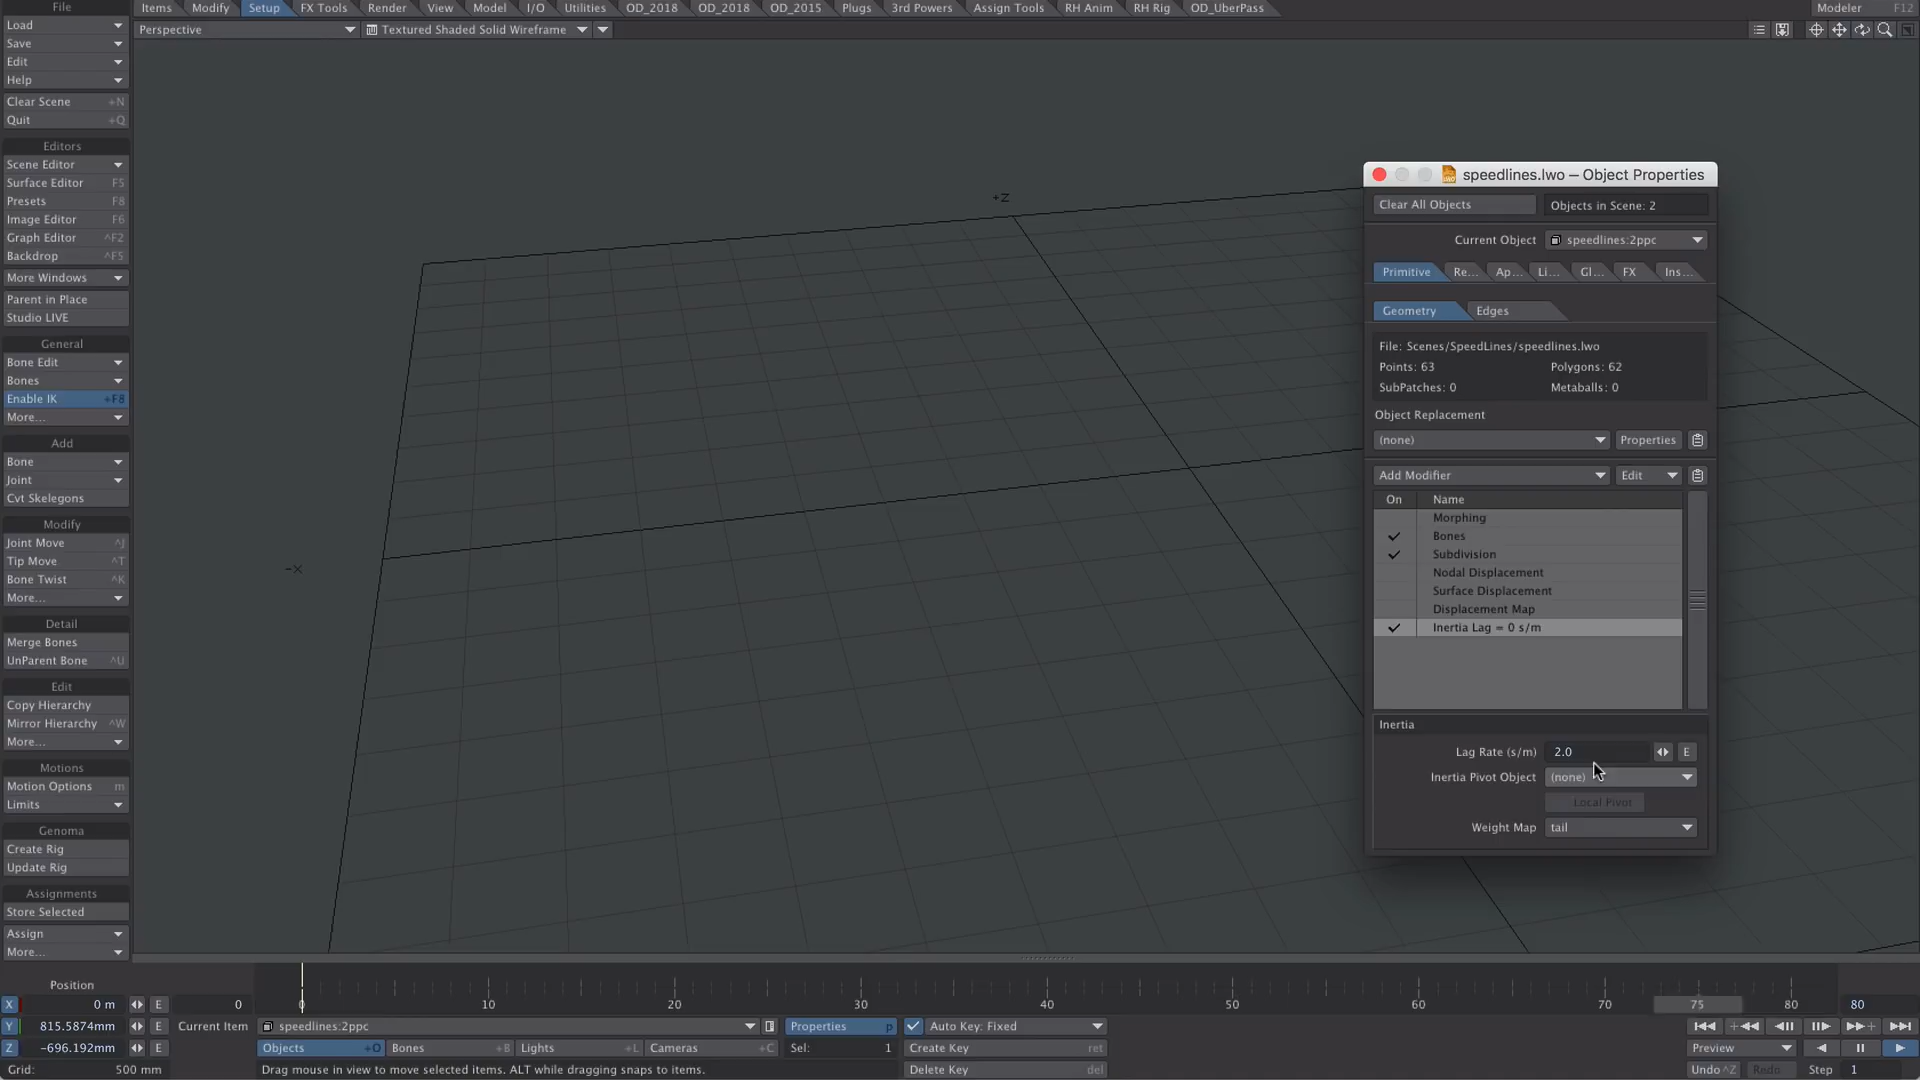 File
Items
Modify
Setup
FX Tools
Render
View
Model
I/O
Utilities
OD_2018
OD_2018
OD_2015
Plugs
3rd Powers
Assign Tools
RH Anim
RH Rig
OD_UberPass
Modeler F12
Load
Save
Edit
Help
Clear Scene +N
Quit +Q
Editors
Scene Editor
Surface Editor F5
Presets F8
Image Editor F6
Graph Editor ^F2
Backdrop ^F5
More Windows
Parent in Place
Studio LIVE
General
Bone Edit
Bones
Enable IK +F8
More...
Add
Bone
Joint
Cvt Skelegons
Modify
Joint Move ^J
Tip Move ^T
Bone Twist ^K
More...
Detail
Merge Bones
UnParent Bone ^U
Edit
Copy Hierarchy
Mirror Hierarchy ^W
More...
Motions
Motion Options m
Limits
Genoma
Create Rig
Update Rig
Assignments
Store Selected
Assign
More...
Perspective
Textured Shaded Solid Wireframe
+Z
-X
speedlines.lwo — Object Properties
Clear All Objects
Objects in Scene: 2
Current Object speedlines:2ppc
Primitive
Re...
Ap...
Li...
Gl...
FX
Ins...
Geometry
Edges
File: Scenes/SpeedLines/speedlines.lwo
Points: 63 Polygons: 62
SubPatches: 0 Metaballs: 0
Object Replacement
(none) Properties
Add Modifier Edit
On Name
Morphing
Bones
Subdivision
Nodal Displacement
Surface Displacement
Displacement Map
Inertia Lag = 0 s/m
Inertia
Lag Rate (s/m) 2.0 E
Inertia Pivot Object (none)
Local Pivot
Weight Map tail
Position
X 0 m E 0
0 10 20 30 40 50 60 70 75 80 80
Y 815.5874mm E Current Item speedlines:2ppc Properties p Auto Key: Fixed
Z -696.192mm E Objects +O Bones +B Lights +L Cameras +C Sel: 1 Create Key ret Preview
Grid: 500 mm Drag mouse in view to move selected items. ALT while dragging snaps to items. Delete Key del Undo ^Z Redo Step 1